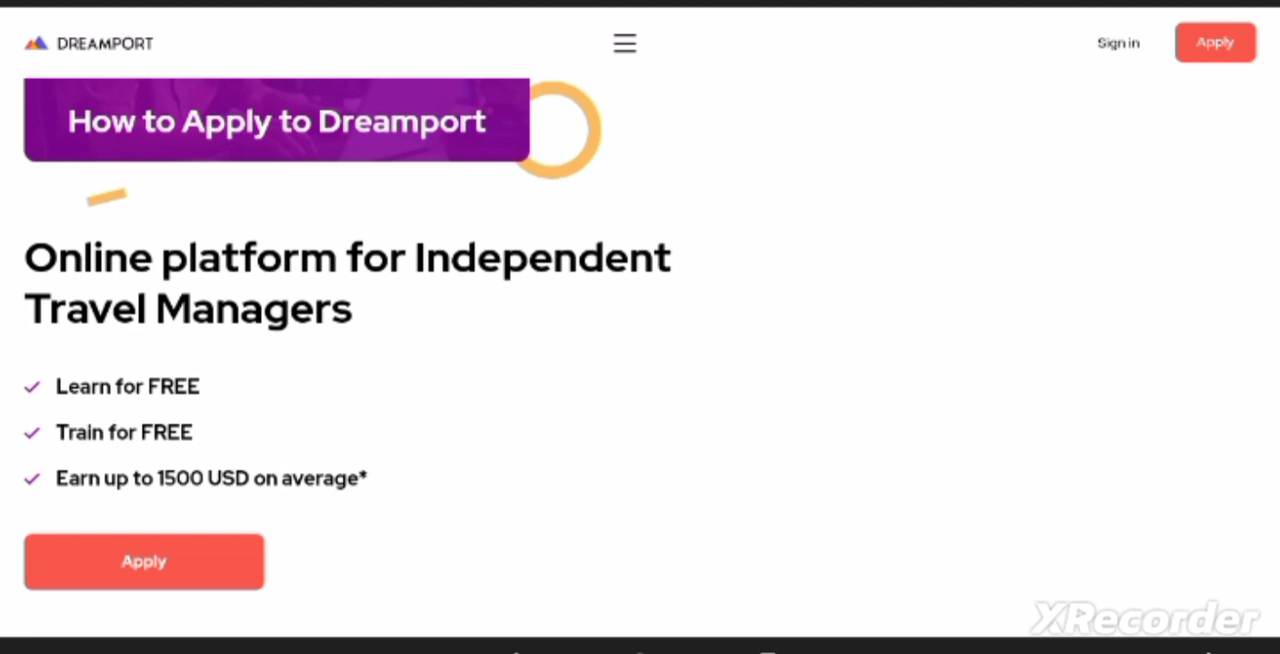 DREAMPORT
Sign in
Apply
How to Apply to Dreamport
Online platform for Independent
Travel Managers
Learn for FREE
Train for FREE
Earn up to 1500 USD on average*
Apply
XRecorder